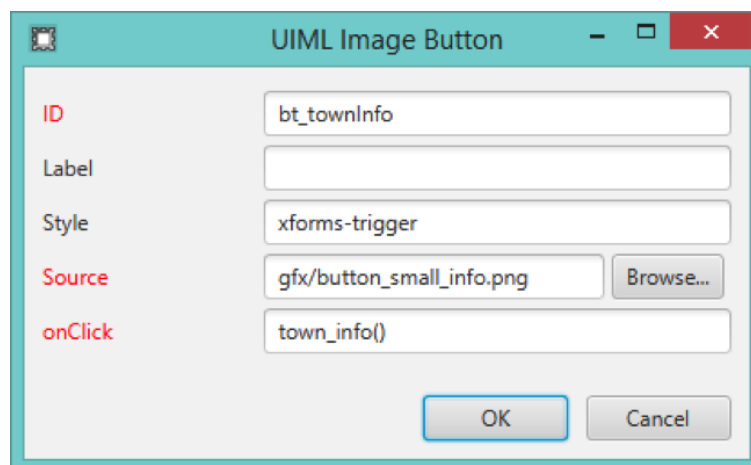 UIML Image Button
ID bt_townInfo
Label
Style xforms-trigger
Source gfx/button_small_info.png Browse...
onClick town_info()
OK Cancel